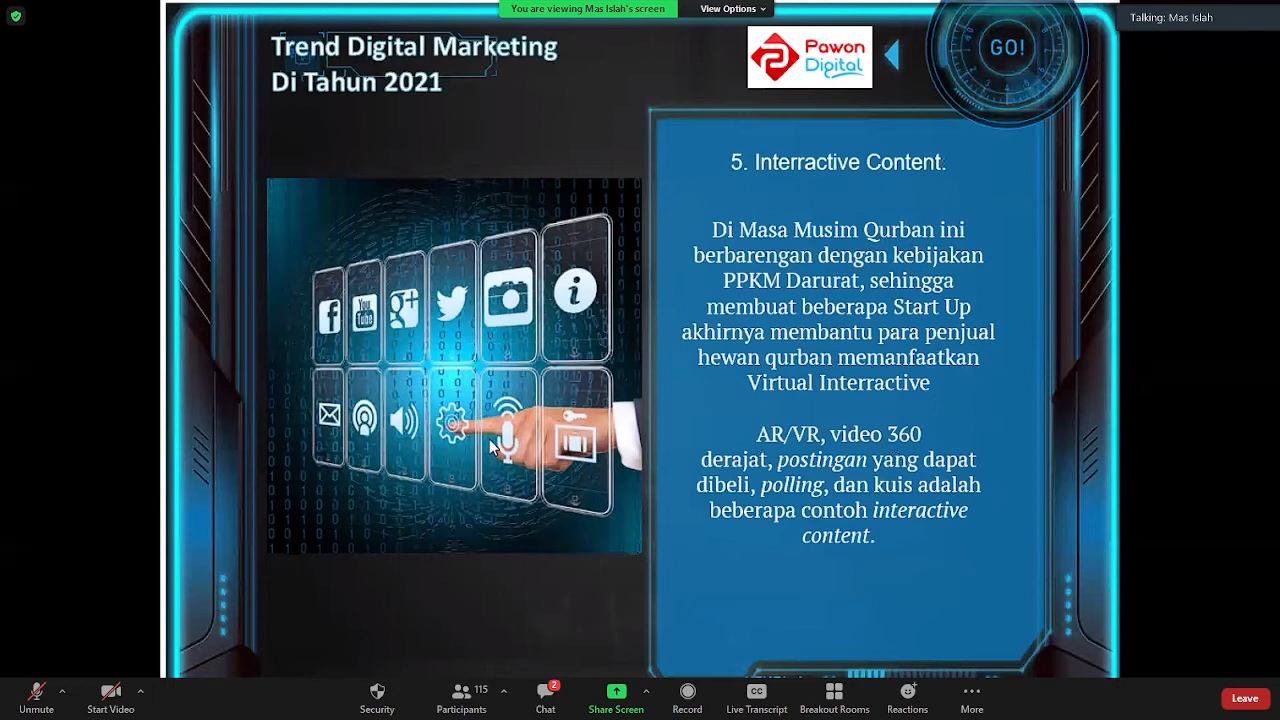 You are viewing Mas Islah's screen
View Options
Talking: Mas Islah
Trend Digital Marketing
Di Tahun 2021
Pawon
Digital
GO!
5. Interractive Content.
Di Masa Musim Qurban ini
berbarengan dengan kebijakan
PPKM Darurat, sehingga
membuat beberapa Start Up
akhirnya membantu para penjual
hewan qurban memanfaatkan
Virtual Interractive
AR/VR, video 360
derajat, postingan yang dapat
dibeli, polling, dan kuis adalah
beberapa contoh interactive
content.
You
Tube
Unmute
Start Video
Security
115
Participants
2
Chat
Share Screen
Record
CC
Live Transcript
Breakout Rooms
Reactions
More
Leave